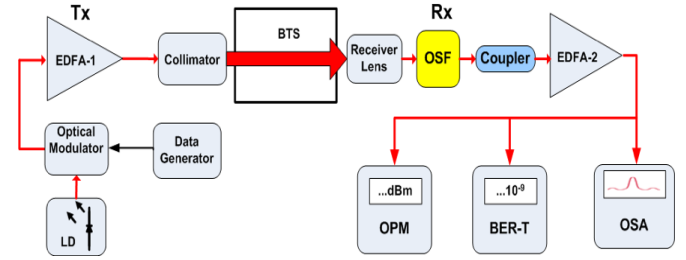 Tx
Rx
EDFA-1
Collimator
BTS
Receiver
Lens
OSF
Coupler
EDFA-2
Optical
Modulator
Data
Generator
LD
...dBm
OPM
...10-9
BER-T
OSA